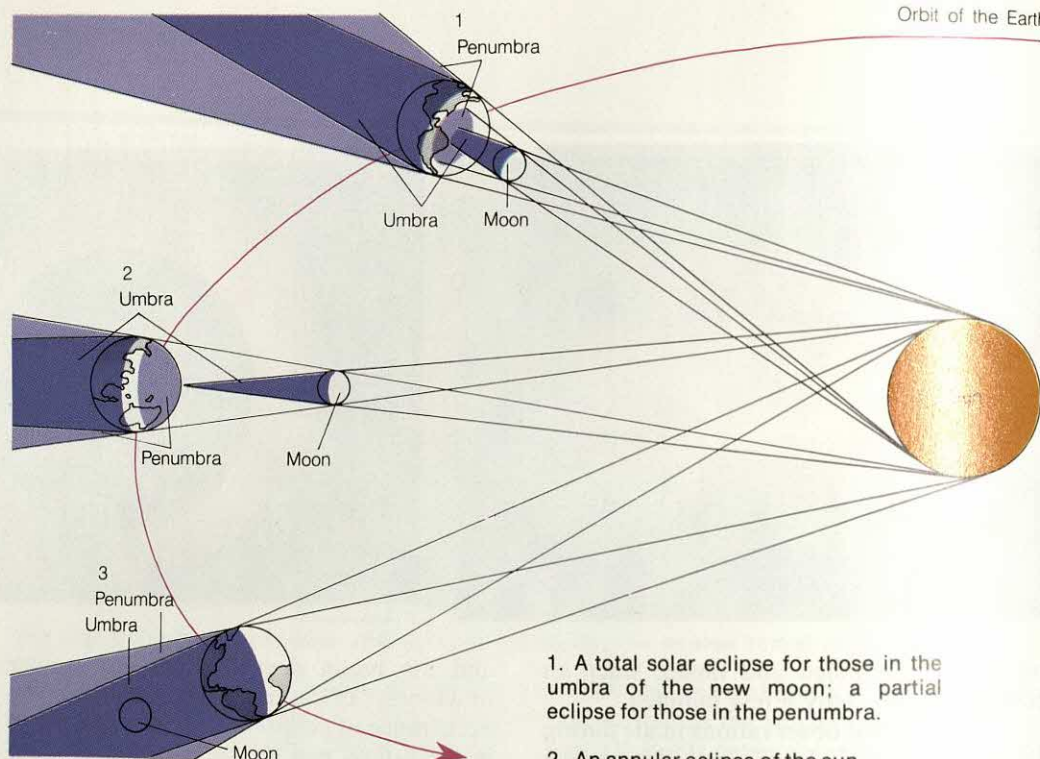 Orbit of the Earth
1
Penumbra
Umbra
Moon
2
Umbra
Penumbra
Moon
3
Penumbra
Umbra
Moon
1. A total solar eclipse for those in the
umbra of the new moon; a partial
eclipse for those in the penumbra.
2. An annular eclipse of the sun